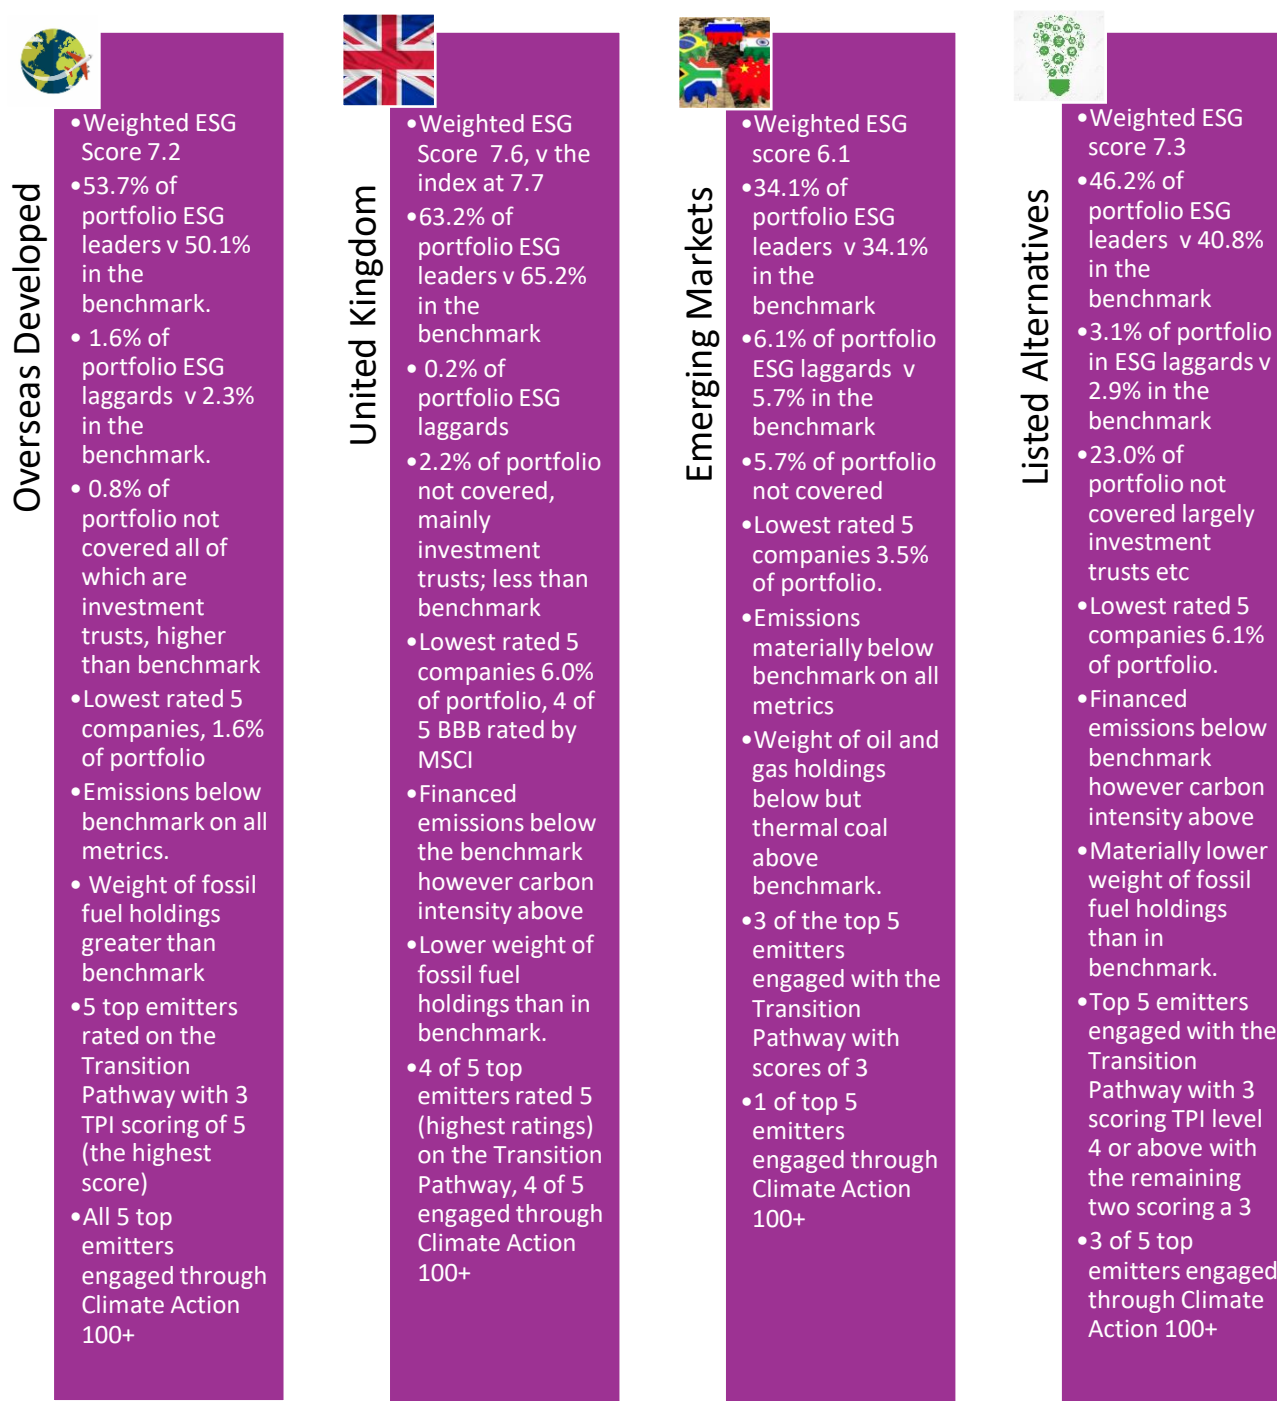 Overseas Developed
•Weighted ESG
Score 7.2
•53.7% of
portfolio ESG
leaders v 50.1%
in the
benchmark.
• 1.6% of
portfolio ESG
laggards v 2.3%
in the
benchmark.
• 0.8% of
portfolio not
covered all of
which are
investment
trusts, higher
than benchmark
•Lowest rated 5
companies, 1.6%
of portfolio
•Emissions below
benchmark on all
metrics.
• Weight of fossil
fuel holdings
greater than
benchmark
•5 top emitters
rated on the
Transition
Pathway with 3
TPI scoring of 5
(the highest
score)
•All 5 top
emitters
engaged through
Climate Action
100+
United Kingdom
•Weighted ESG
Score 7.6, v the
index at 7.7
•63.2% of
portfolio ESG
leaders v 65.2%
in the
benchmark
• 0.2% of
portfolio ESG
laggards
•2.2% of portfolio
not covered,
mainly
investment
trusts; less than
benchmark
•Lowest rated 5
companies 6.0%
of portfolio, 4 of
5 BBB rated by
MSCI
•Financed
emissions below
the benchmark
however carbon
intensity above
•Lower weight of
fossil fuel
holdings than in
benchmark.
•4 of 5 top
emitters rated 5
(highest ratings)
on the Transition
Pathway, 4 of 5
engaged through
Climate Action
100+
Emerging Markets
•Weighted ESG
score 6.1
•34.1% of
portfolio ESG
leaders v 34.1%
in the
benchmark
•6.1% of portfolio
ESG laggards v
5.7% in the
benchmark
•5.7% of portfolio
not covered
•Lowest rated 5
companies 3.5%
of portfolio.
•Emissions
materially below
benchmark on all
metrics
•Weight of oil and
gas holdings
below but
thermal coal
above
benchmark.
•3 of the top 5
emitters
engaged with the
Transition
Pathway with
scores of 3
•1 of top 5
emitters
engaged through
Climate Action
100+
Listed Alternatives
•Weighted ESG
score 7.3
•46.2% of
portfolio ESG
leaders v 40.8%
in the
benchmark
•3.1% of portfolio
in ESG laggards v
2.9% in the
benchmark
•23.0% of
portfolio not
covered largely
investment
trusts etc
•Lowest rated 5
companies 6.1%
of portfolio.
•Financed
emissions below
benchmark
however carbon
intensity above
•Materially lower
weight of fossil
fuel holdings
than in
benchmark.
•Top 5 emitters
engaged with the
Transition
Pathway with 3
scoring TPI level
4 or above with
the remaining
two scoring a 3
•3 of 5 top
emitters engaged
through Climate
Action 100+